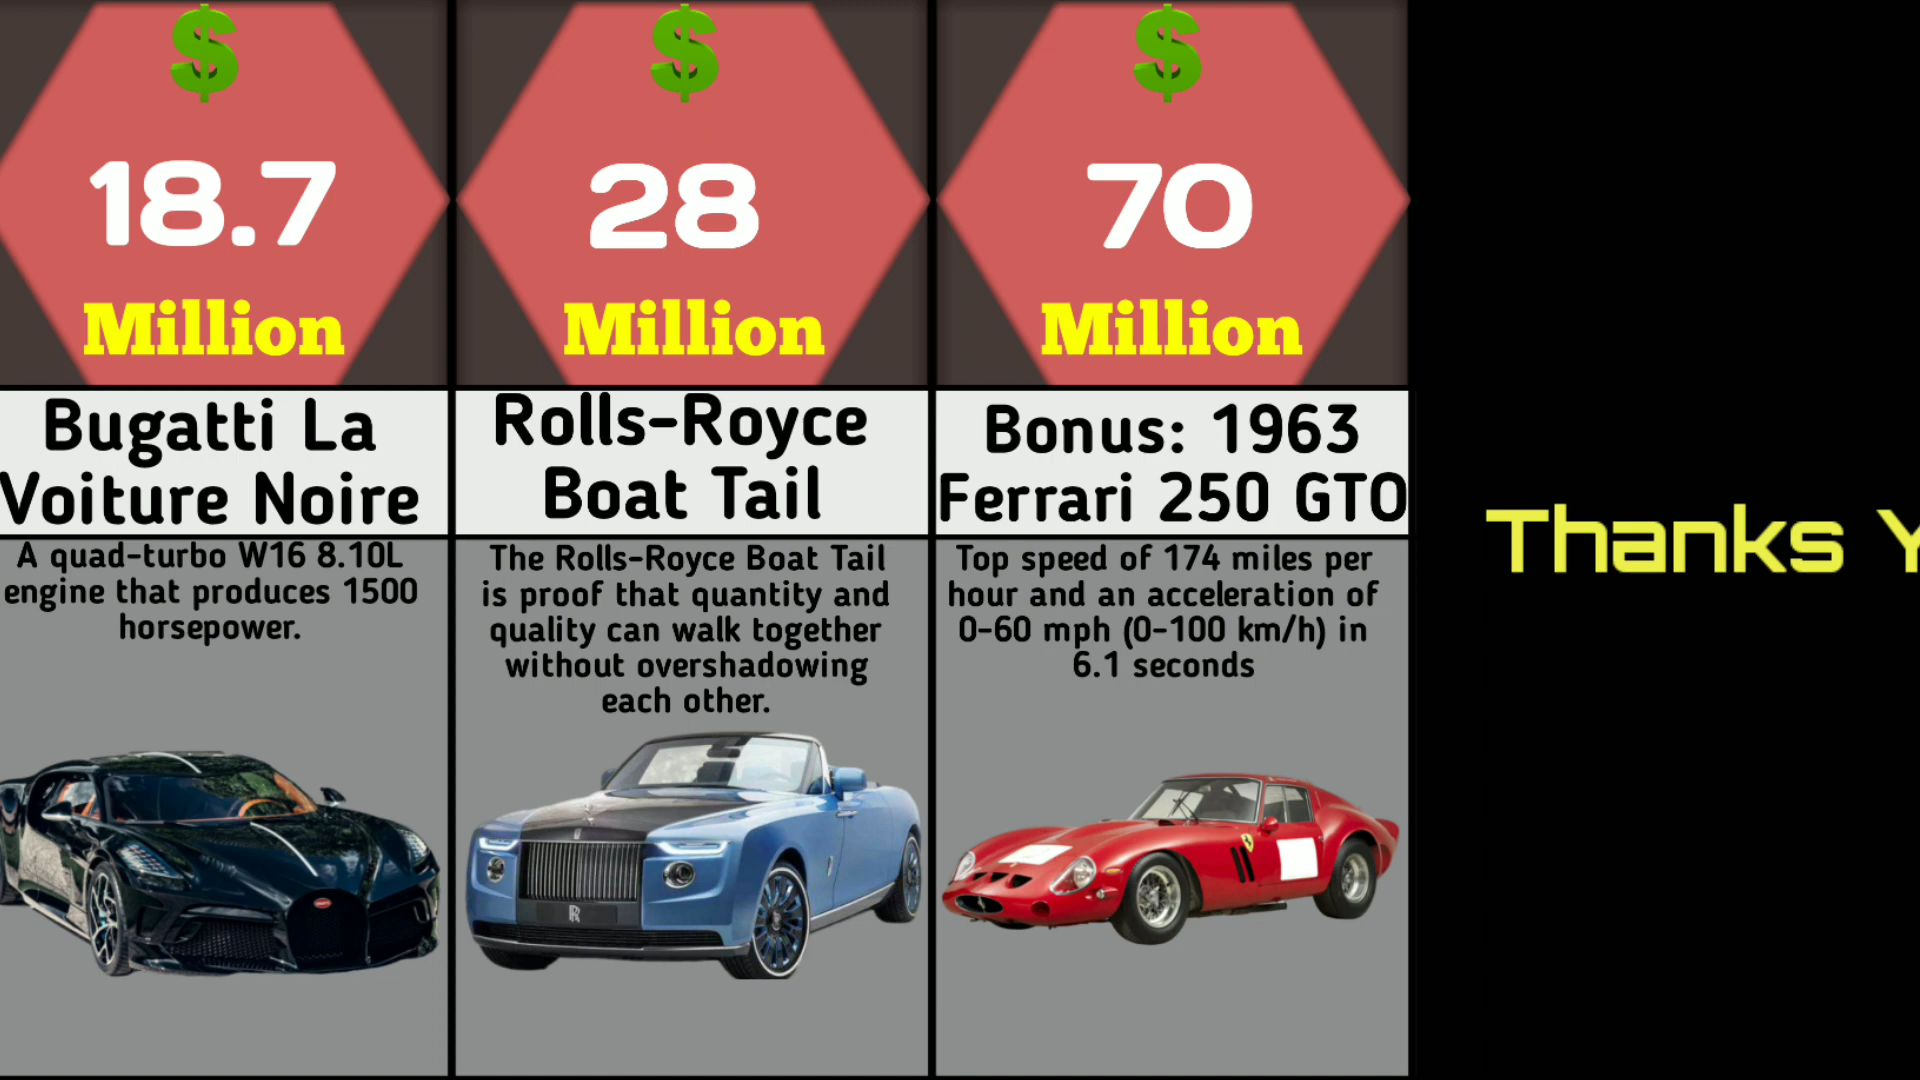 $
18.7
Million
Bugatti La
Voiture Noire
A quad-turbo W16 8.10L
engine that produces 1500
horsepower.
$
28
Million
Rolls-Royce
Boat Tail
The Rolls-Royce Boat Tail
is proof that quantity and
quality can walk together
without overshadowing
each other.
$
70
Million
Bonus: 1963
Ferrari 250 GTO
Top speed of 174 miles per
hour and an acceleration of
0-60 mph (0-100 km/h) in
6.1 seconds
Thanks Y